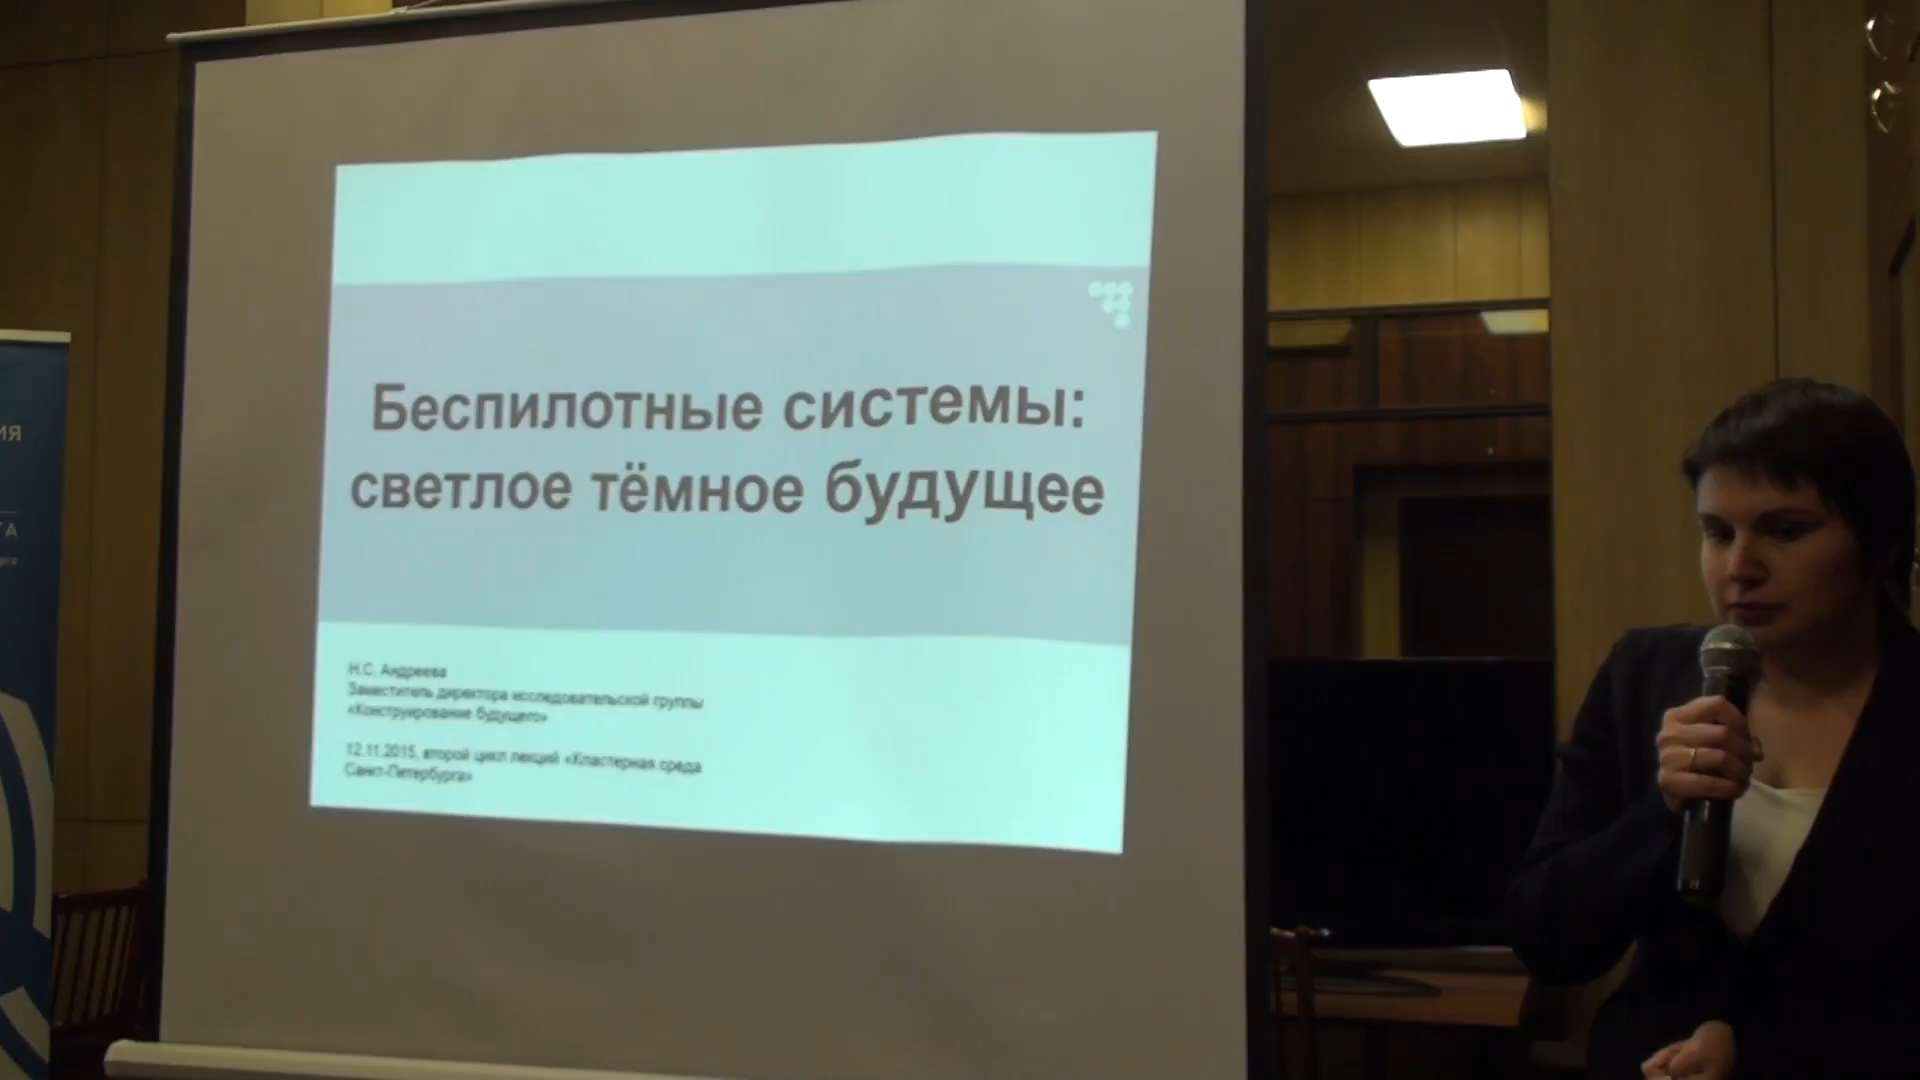 Беспилотные системы:
светлое тёмное будущее
Н.С. Андреева
Заместитель директора исследовательской группы
«Конструирование будущего»
12.11.2015, второй цикл лекций «Кластерная среда
Санкт-Петербурга»